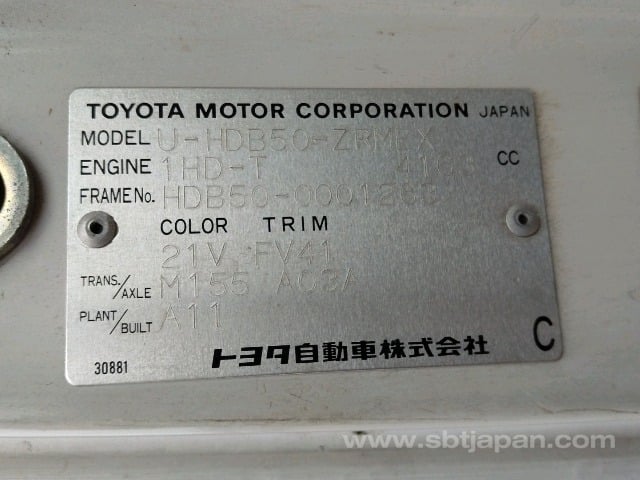 TOYOTA MOTOR CORPORATION JAPAN
MODEL U-HDB50-ZRMEX
ENGINE 1HD-T CC
FRAME No.
COLOR TRIM
21V FV41
TRANS./AXLE M155 A03A
PLANT/BUILT A11
30881 トヨタ自動車株式会社 C
www.sbtjapan.com